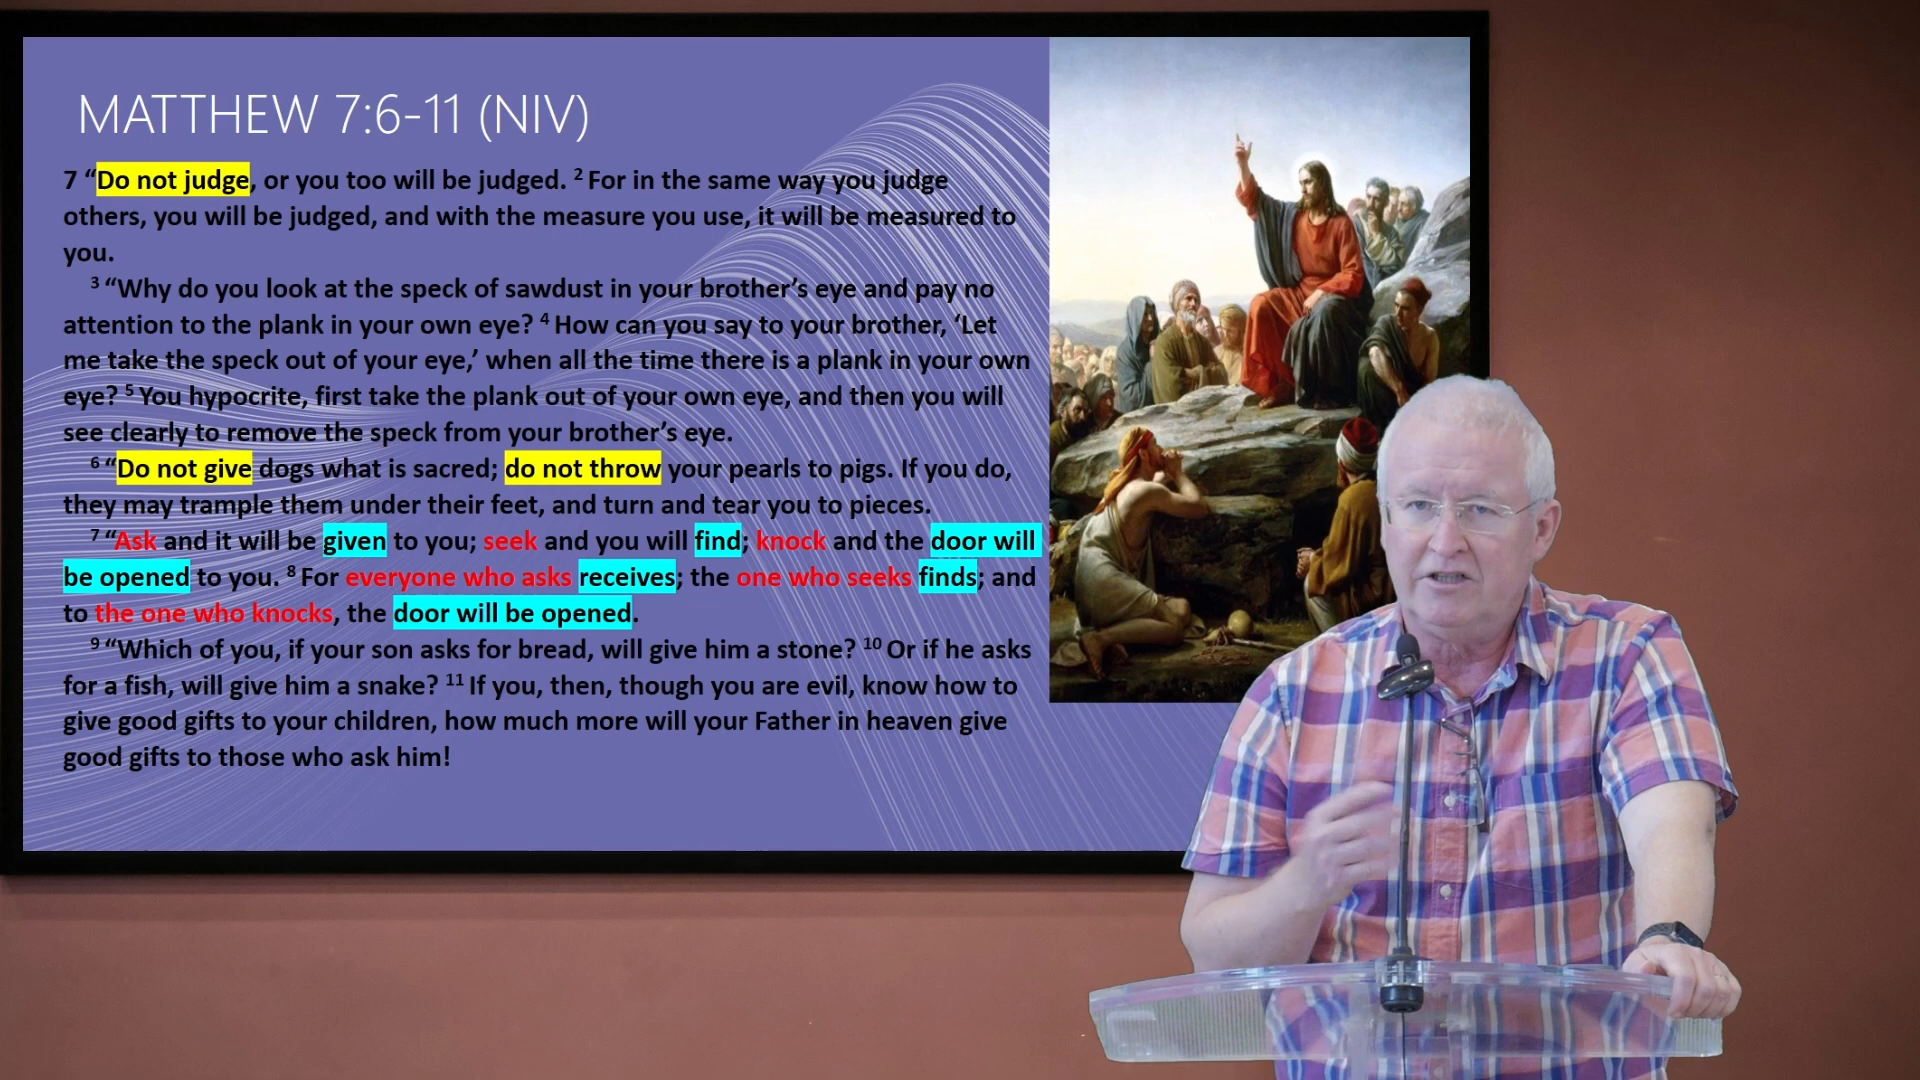 MATTHEW 7:6-11 (NIV)
7 “Do not judge, or you too will be judged. 2 For in the same way you judge
others, you will be judged, and with the measure you use, it will be measured to
you.
3 “Why do you look at the speck of sawdust in your brother’s eye and pay no
attention to the plank in your own eye? 4 How can you say to your brother, ‘Let
me take the speck out of your eye,’ when all the time there is a plank in your own
eye? 5 You hypocrite, first take the plank out of your own eye, and then you will
see clearly to remove the speck from your brother’s eye.
6 “Do not give dogs what is sacred; do not throw your pearls to pigs. If you do,
they may trample them under their feet, and turn and tear you to pieces.
7 “Ask and it will be given to you; seek and you will find; knock and the door will
be opened to you. 8 For everyone who asks receives; the one who seeks finds; and
to the one who knocks, the door will be opened.
9 “Which of you, if your son asks for bread, will give him a stone? 10 Or if he asks
for a fish, will give him a snake? 11 If you, then, though you are evil, know how to
give good gifts to your children, how much more will your Father in heaven give
good gifts to those who ask him!